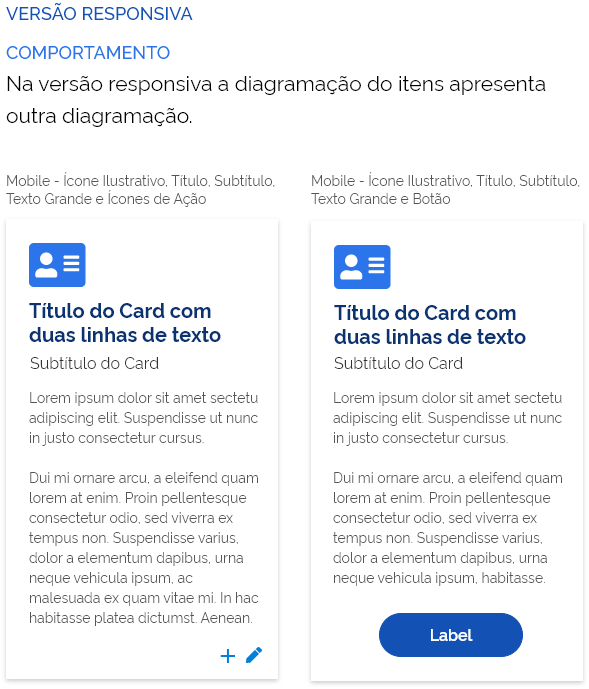 VERSÃO RESPONSIVA
COMPORTAMENTO
Na versão responsiva a diagramação do itens apresenta
outra diagramação.
Mobile - Ícone Ilustrativo, Título, Subtítulo,
Texto Grande e Ícones de Ação
Título do Card com
duas linhas de texto
Subtítulo do Card
Lorem ipsum dolor sit amet sectetu
adipiscing elit. Suspendisse ut nunc
in justo consectetur cursus.
Dui mi ornare arcu, a eleifend quam
lorem at enim. Proin pellentesque
consectetur odio, sed viverra ex
tempus non. Suspendisse varius,
dolor a elementum dapibus, urna
neque vehicula ipsum, ac
malesuada ex quam vitae mi. In hac
habitasse platea dictumst. Aenean.
Mobile - Ícone Ilustrativo, Título, Subtítulo,
Texto Grande e Botão
Título do Card com
duas linhas de texto
Subtítulo do Card
Lorem ipsum dolor sit amet sectetu
adipiscing elit. Suspendisse ut nunc
in justo consectetur cursus.
Dui mi ornare arcu, a eleifend quam
lorem at enim. Proin pellentesque
consectetur odio, sed viverra ex
tempus non. Suspendisse varius,
dolor a elementum dapibus, urna
neque vehicula ipsum, habitasse.
Label